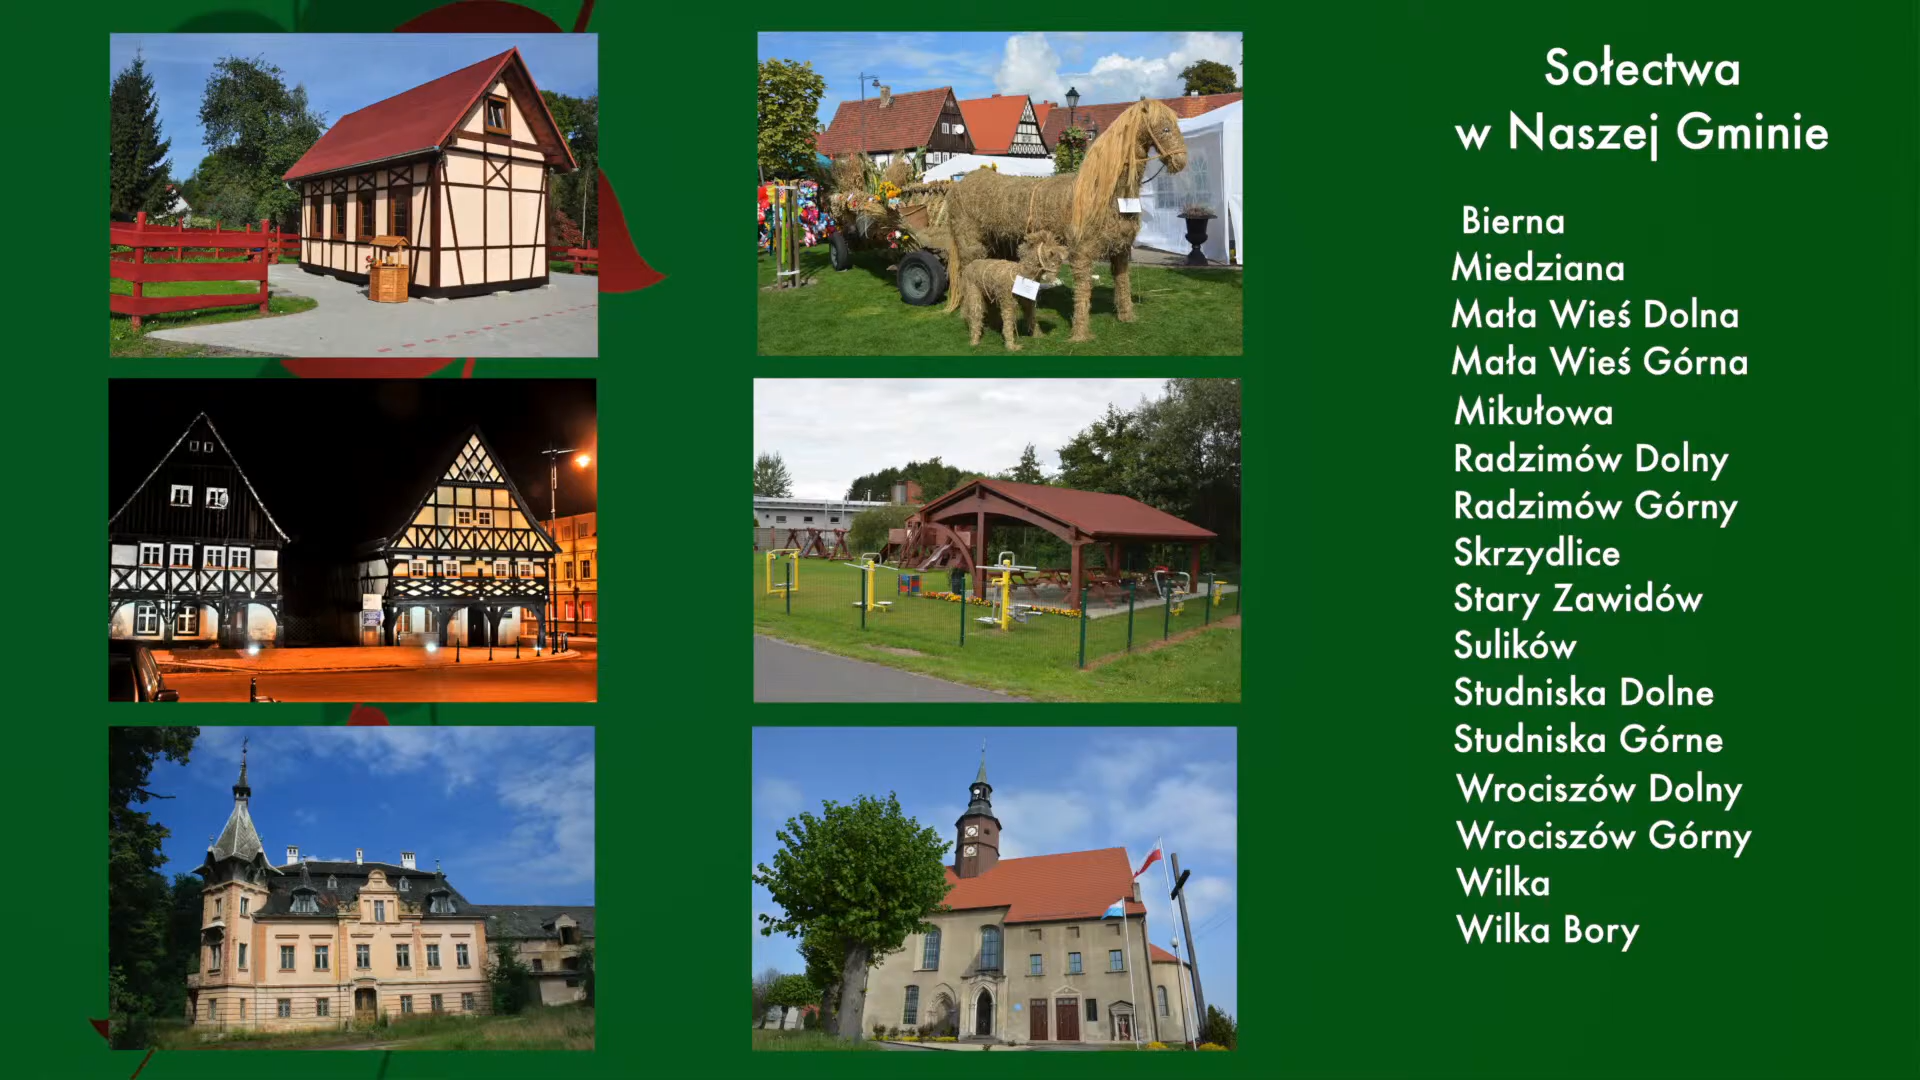 Sołectwa
w Naszej Gminie
Bierna
Miedziana
Mała Wieś Dolna
Mała Wieś Górna
Mikułowa
Radzimów Dolny
Radzimów Górny
Skrzydlice
Stary Zawidów
Sulików
Studniska Dolne
Studniska Górne
Wrociszów Dolny
Wrociszów Górny
Wilka
Wilka Bory